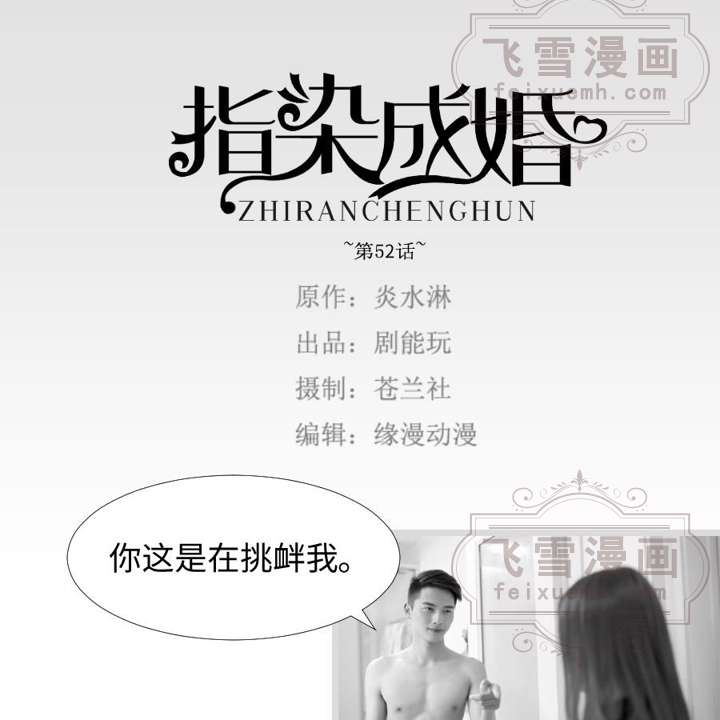 飞雪漫画
feixuemh.com
指染成婚
ZHIRANCHENGHUN
~第52话~
原作：炎水淋
出品：剧能玩
摄制：苍兰社
编辑：缘漫动漫
你这是在挑衅我。
飞雪漫画
feixuemh.com